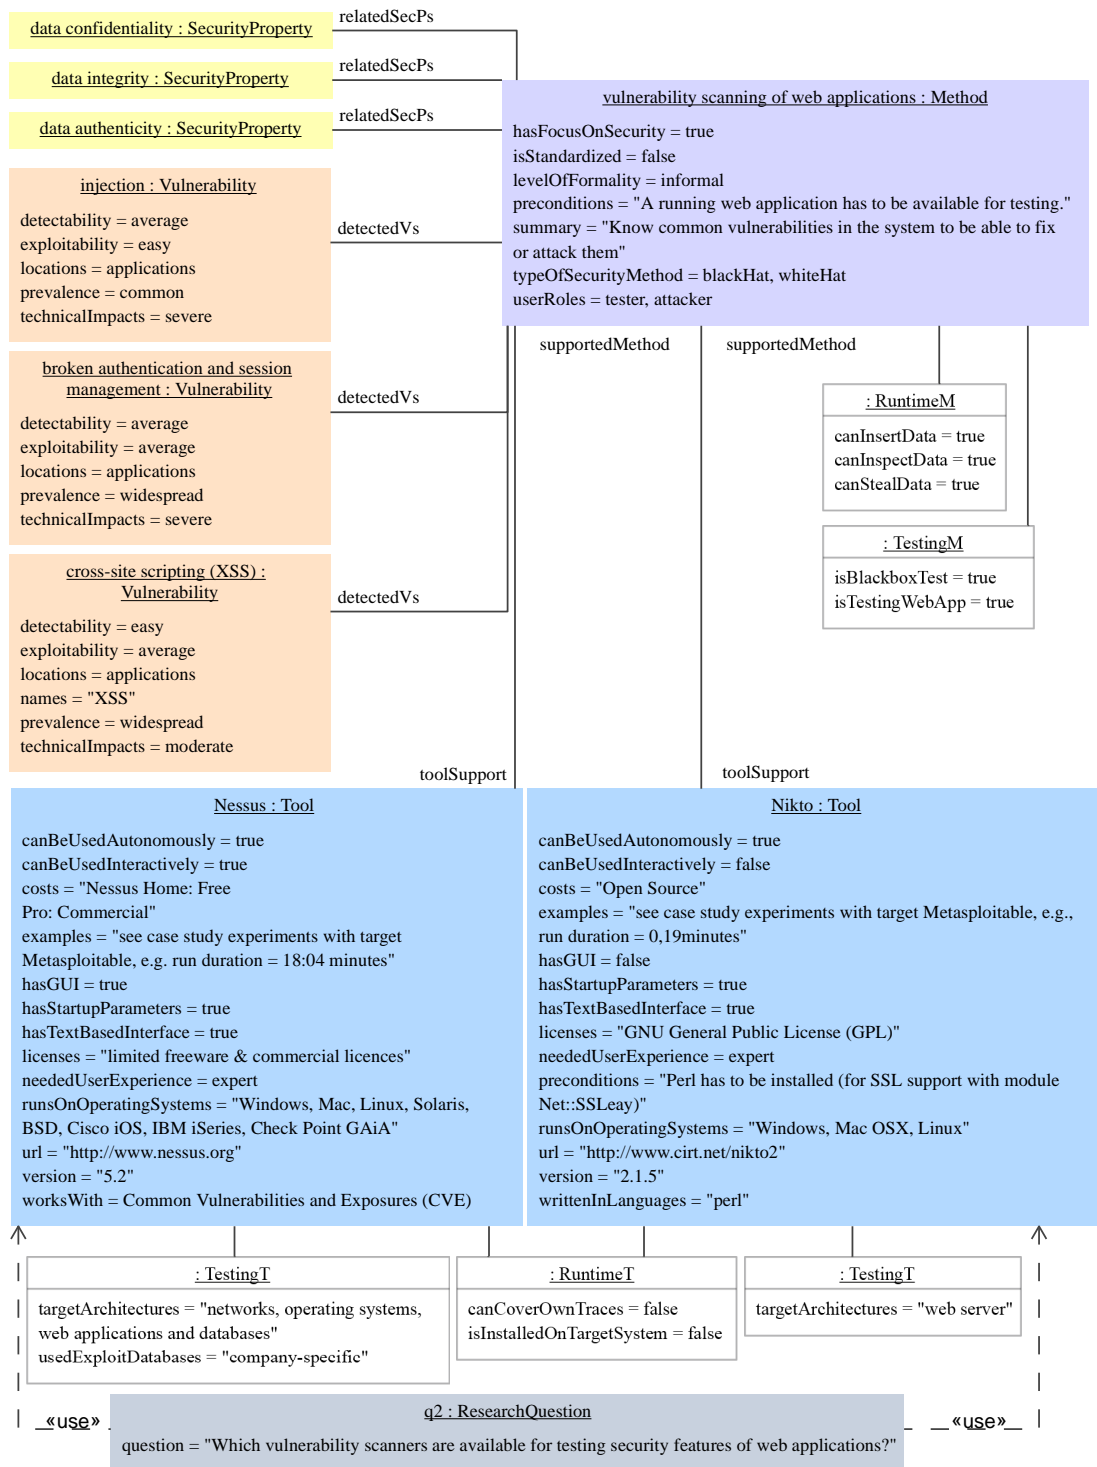 data confidentiality : SecurityProperty
relatedSecPs
data integrity : SecurityProperty
relatedSecPs
data authenticity : SecurityProperty
relatedSecPs
vulnerability scanning of web applications : Method
hasFocusOnSecurity = true
isStandardized = false
levelOfFormality = informal
preconditions = "A running web application has to be available for testing."
summary = "Know common vulnerabilities in the system to be able to fix
or attack them"
typeOfSecurityMethod = blackHat, whiteHat
userRoles = tester, attacker
injection : Vulnerability
detectability = average
exploitability = easy
locations = applications
prevalence = common
technicalImpacts = severe
detectedVs
broken authentication and session
management : Vulnerability
detectability = average
exploitability = average
locations = applications
prevalence = widespread
technicalImpacts = severe
detectedVs
cross-site scripting (XSS) :
Vulnerability
detectability = easy
exploitability = average
locations = applications
names = "XSS"
prevalence = widespread
technicalImpacts = moderate
detectedVs
supportedMethod
supportedMethod
: RuntimeM
canInsertData = true
canInspectData = true
canStealData = true
: TestingM
isBlackboxTest = true
isTestingWebApp = true
toolSupport
toolSupport
Nessus : Tool
canBeUsedAutonomously = true
canBeUsedInteractively = true
costs = "Nessus Home: Free
Pro: Commercial"
examples = "see case study experiments with target
Metasploitable, e.g. run duration = 18:04 minutes"
hasGUI = true
hasStartupParameters = true
hasTextBasedInterface = true
licenses = "limited freeware & commercial licences"
neededUserExperience = expert
runsOnOperatingSystems = "Windows, Mac, Linux, Solaris,
BSD, Cisco iOS, IBM iSeries, Check Point GAiA"
url = "http://www.nessus.org"
version = "5.2"
worksWith = Common Vulnerabilities and Exposures (CVE)
Nikto : Tool
canBeUsedAutonomously = true
canBeUsedInteractively = false
costs = "Open Source"
examples = "see case study experiments with target Metasploitable, e.g.,
run duration = 0,19minutes"
hasGUI = false
hasStartupParameters = true
hasTextBasedInterface = true
licenses = "GNU General Public License (GPL)"
neededUserExperience = expert
preconditions = "Perl has to be installed (for SSL support with module
Net::SSLeay)"
runsOnOperatingSystems = "Windows, Mac OSX, Linux"
url = "http://www.cirt.net/nikto2"
version = "2.1.5"
writtenInLanguages = "perl"
: TestingT
targetArchitectures = "networks, operating systems,
web applications and databases"
usedExploitDatabases = "company-specific"
: RuntimeT
canCoverOwnTraces = false
isInstalledOnTargetSystem = false
: TestingT
targetArchitectures = "web server"
«use»
q2 : ResearchQuestion
question = "Which vulnerability scanners are available for testing security features of web applications?"
«use»